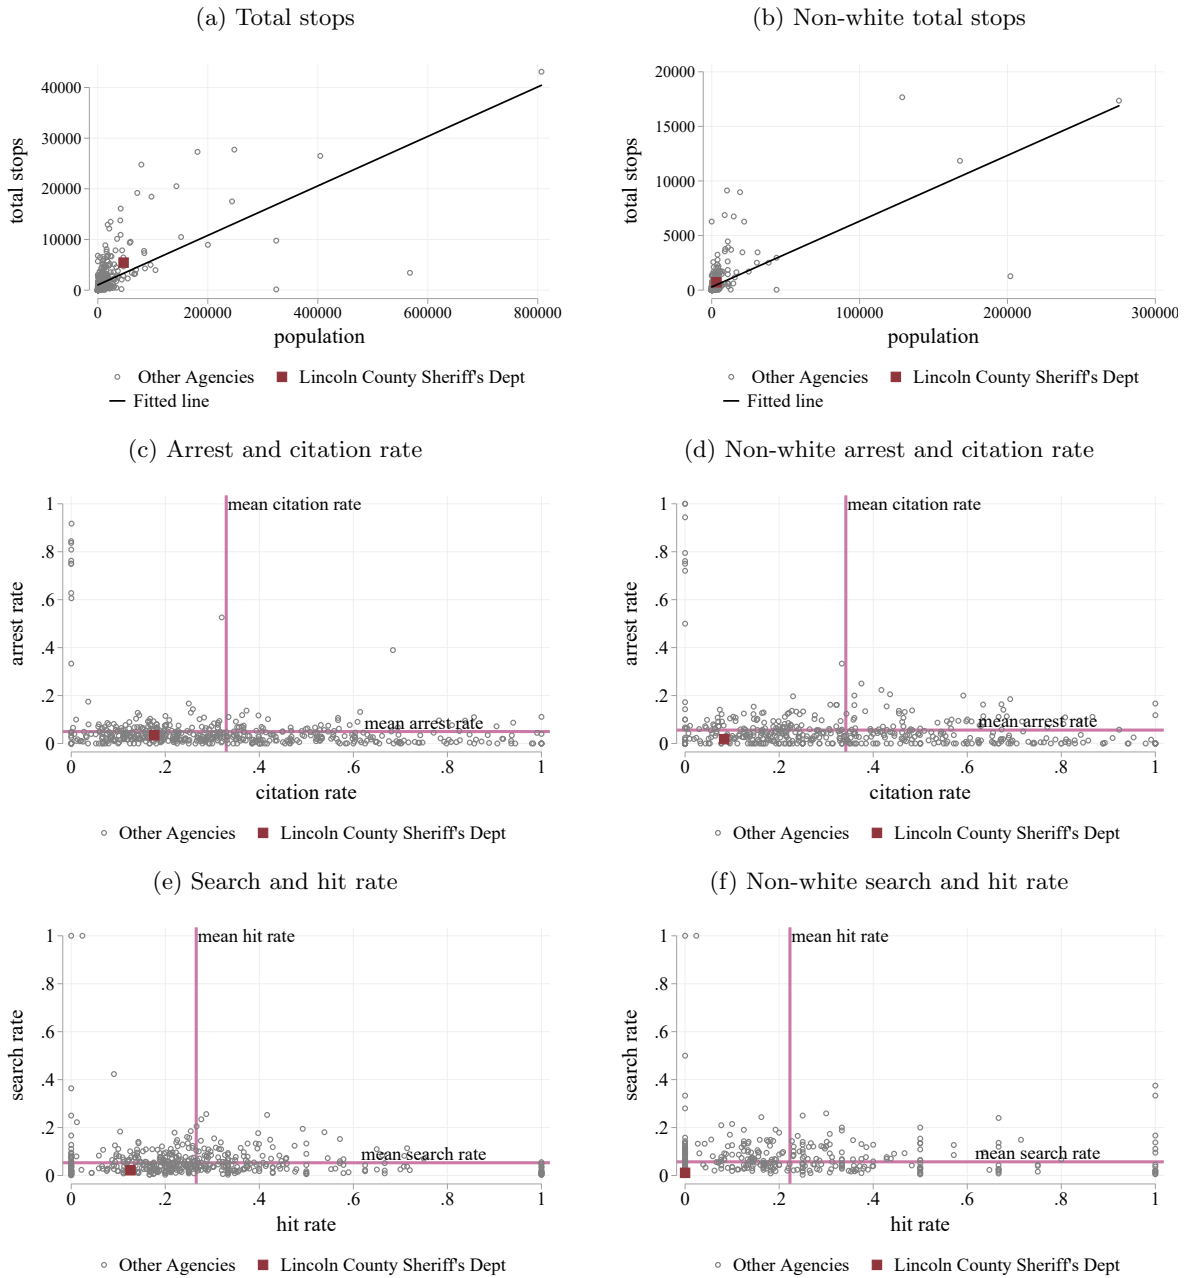 (a) Total stops
(b) Non-white total stops
total stops
40000
30000
20000
10000
0
0
200000
400000
600000
800000
population
Other Agencies
Lincoln County Sheriff's Dept
Fitted line
total stops
20000
15000
10000
5000
0
0
100000
200000
300000
population
Other Agencies
Lincoln County Sheriff's Dept
Fitted line
(c) Arrest and citation rate
(d) Non-white arrest and citation rate
arrest rate
1
.8
.6
.4
.2
0
mean citation rate
mean arrest rate
0
.2
.4
.6
.8
1
citation rate
Other Agencies
Lincoln County Sheriff's Dept
arrest rate
1
.8
.6
.4
.2
0
mean citation rate
mean arrest rate
0
.2
.4
.6
.8
1
citation rate
Other Agencies
Lincoln County Sheriff's Dept
(e) Search and hit rate
(f) Non-white search and hit rate
search rate
1
.8
.6
.4
.2
0
mean hit rate
mean search rate
0
.2
.4
.6
.8
1
hit rate
Other Agencies
Lincoln County Sheriff's Dept
search rate
1
.8
.6
.4
.2
0
mean hit rate
mean search rate
0
.2
.4
.6
.8
1
hit rate
Other Agencies
Lincoln County Sheriff's Dept